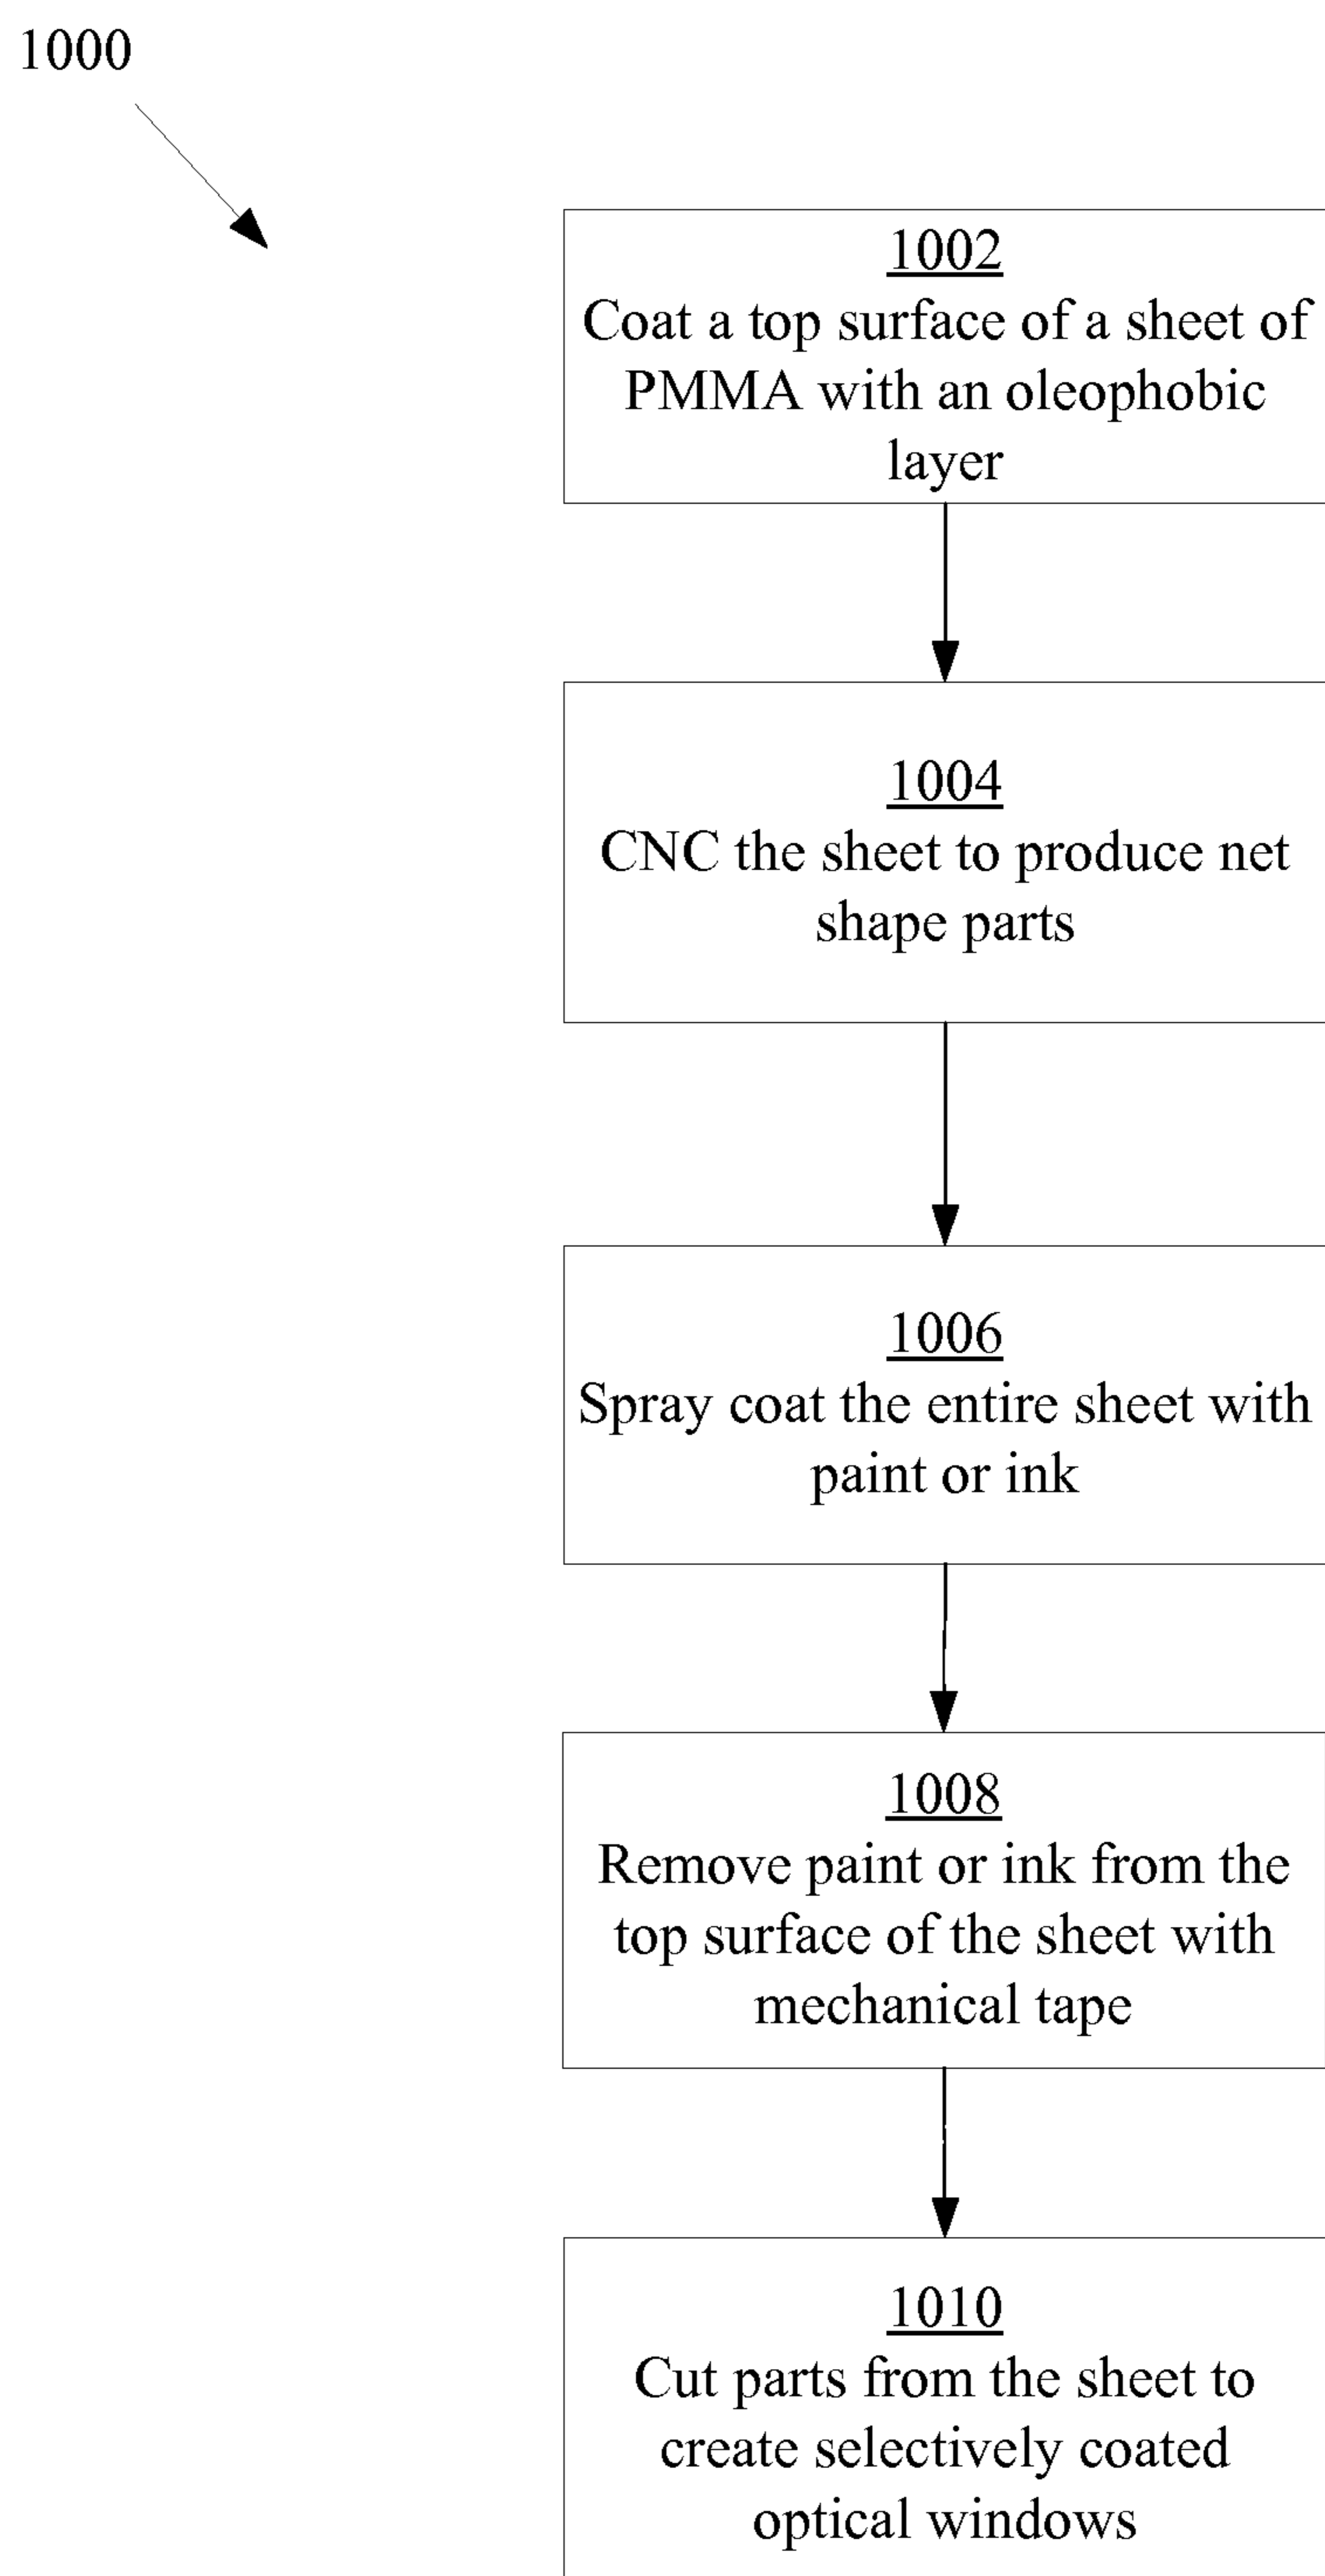 1000
1002
Coat a top surface of a sheet of
PMMA with an oleophobic
layer
1004
CNC the sheet to produce net
shape parts
1006
Spray coat the entire sheet with
paint or ink
1008
Remove paint or ink from the
top surface of the sheet with
mechanical tape
1010
Cut parts from the sheet to
create selectively coated
optical windows